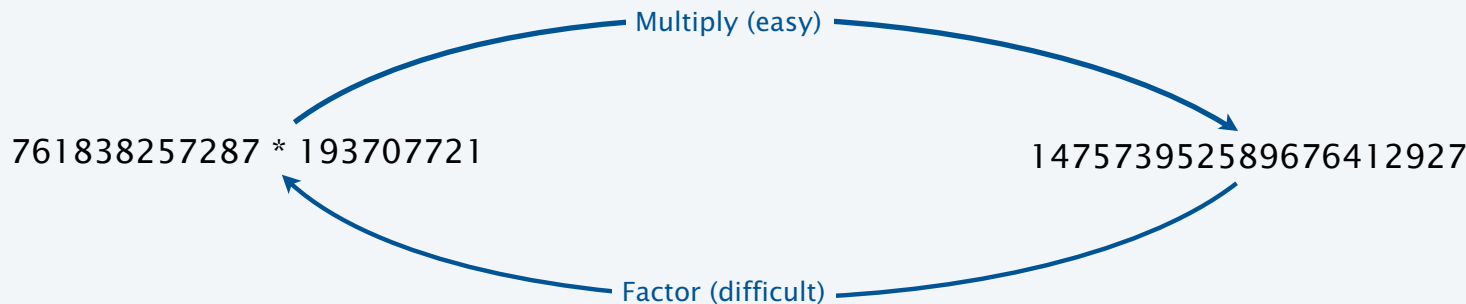 Multiply (easy)
761838257287 * 193707721
147573952589676412927
Factor (difficult)